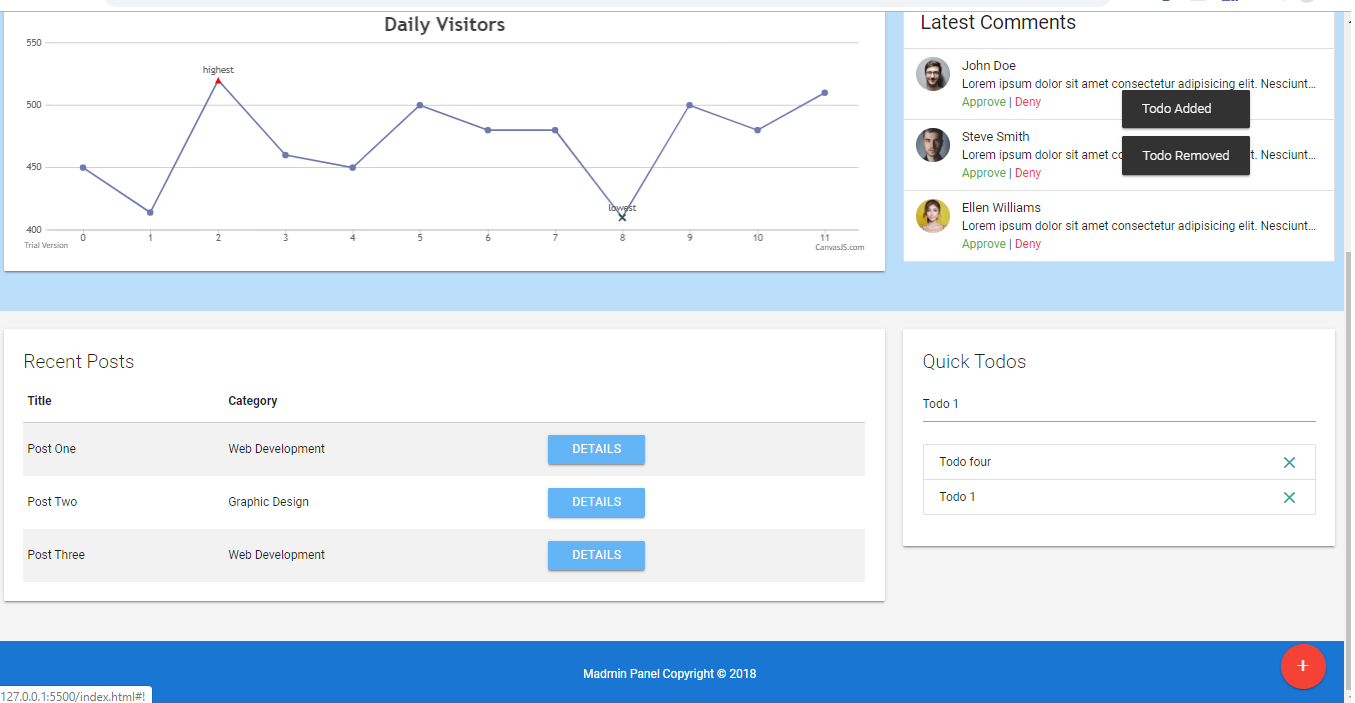 Daily Visitors
550
500
450
400
highest
lowest
0 1 2 3 4 5 6 7 8 9 10 11
Trial Version
CanvasJS.com
Latest Comments
John Doe
Lorem ipsum dolor sit amet consectetur adipisicing elit. Nesciunt...
Approve | Deny
Todo Added
Steve Smith
Lorem ipsum dolor sit amet co
t. Nesciunt...
Approve | Deny
Todo Removed
Ellen Williams
Lorem ipsum dolor sit amet consectetur adipisicing elit. Nesciunt...
Approve | Deny
Recent Posts
Title Category
Post One Web Development DETAILS
Post Two Graphic Design DETAILS
Post Three Web Development DETAILS
Quick Todos
Todo 1
Todo four
Todo 1
Madmin Panel Copyright © 2018
+
127.0.0.1:5500/index.html#!